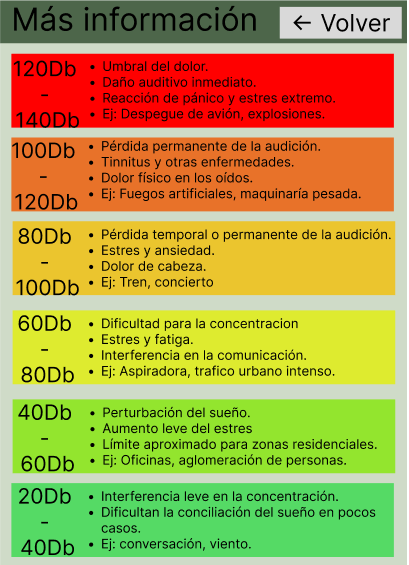 Más información
← Volver
120Db
-
140Db
• Umbral del dolor.
• Daño auditivo inmediato.
• Reacción de pánico y estres extremo.
• Ej: Despegue de avión, explosiones.
100Db
-
120Db
• Pérdida permanente de la audición.
• Tinnitus y otras enfermedades.
• Dolor físico en los oídos.
• Ej: Fuegos artificiales, maquinaría pesada.
80Db
-
100Db
• Pérdida temporal o permanente de la audición.
• Estres y ansiedad.
• Dolor de cabeza.
• Ej: Tren, concierto
60Db
-
80Db
• Dificultad para la concentracion
• Estres y fatiga.
• Interferencia en la comunicación.
• Ej: Aspiradora, trafico urbano intenso.
40Db
-
60Db
• Perturbación del sueño.
• Aumento leve del estres
• Límite aproximado para zonas residenciales.
• Ej: Oficinas, aglomeración de personas.
20Db
-
40Db
• Interferencia leve en la concentración.
• Dificultan la conciliación del sueño en pocos
casos.
• Ej: conversación, viento.